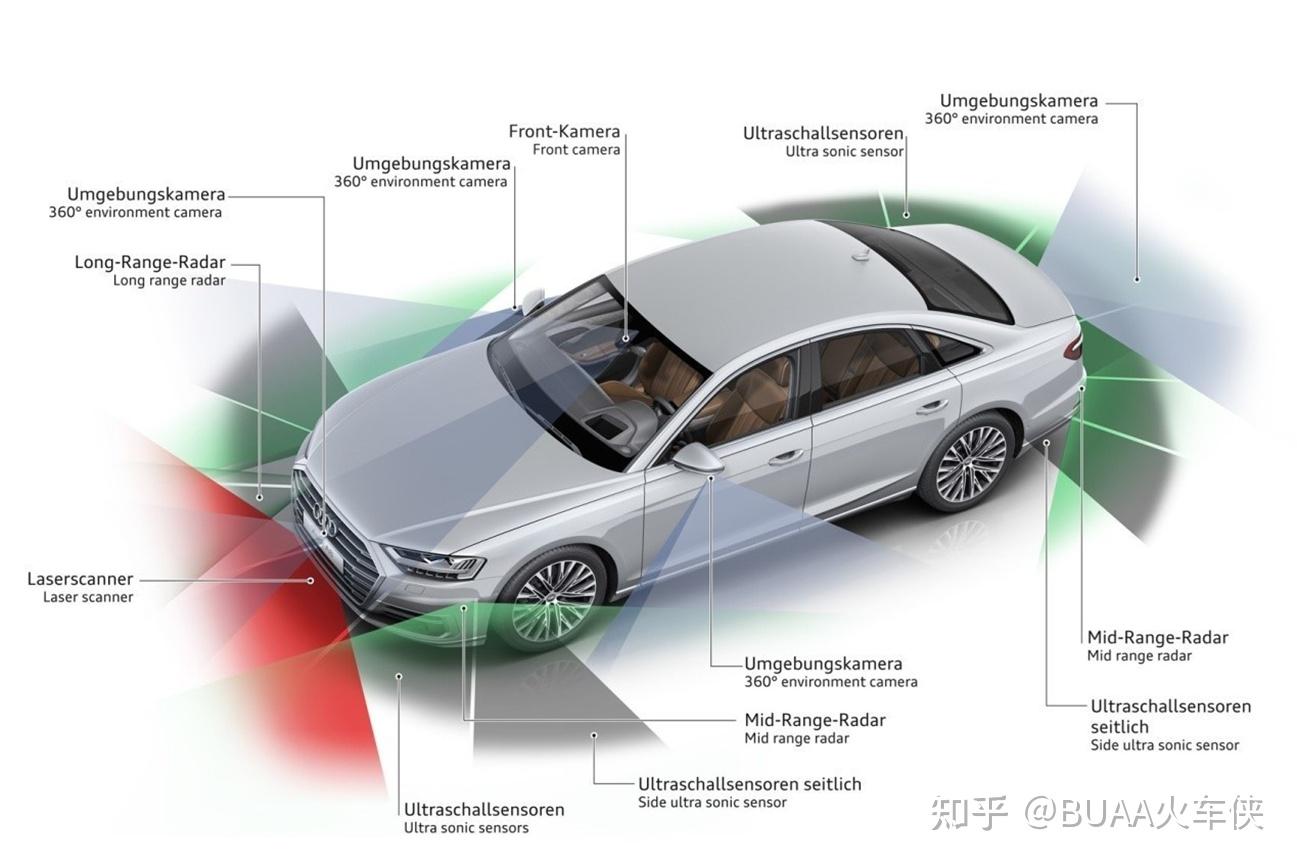 Umgebungskamera
360° environment camera
Ultraschallsensoren
Ultra sonic sensor
Front-Kamera
Front camera
Umgebungskamera
360° environment camera
Umgebungskamera
360° environment camera
Long-Range-Radar
Long range radar
Laserscanner
Laser scanner
Mid-Range-Radar
Mid range radar
Umgebungskamera
360° environment camera
Ultraschallsensoren
seitlich
Side ultra sonic sensor
Mid-Range-Radar
Mid range radar
Ultraschallsensoren seitlich
Side ultra sonic sensor
Ultraschallsensoren
Ultra sonic sensors
知乎 @BUAA火车侠